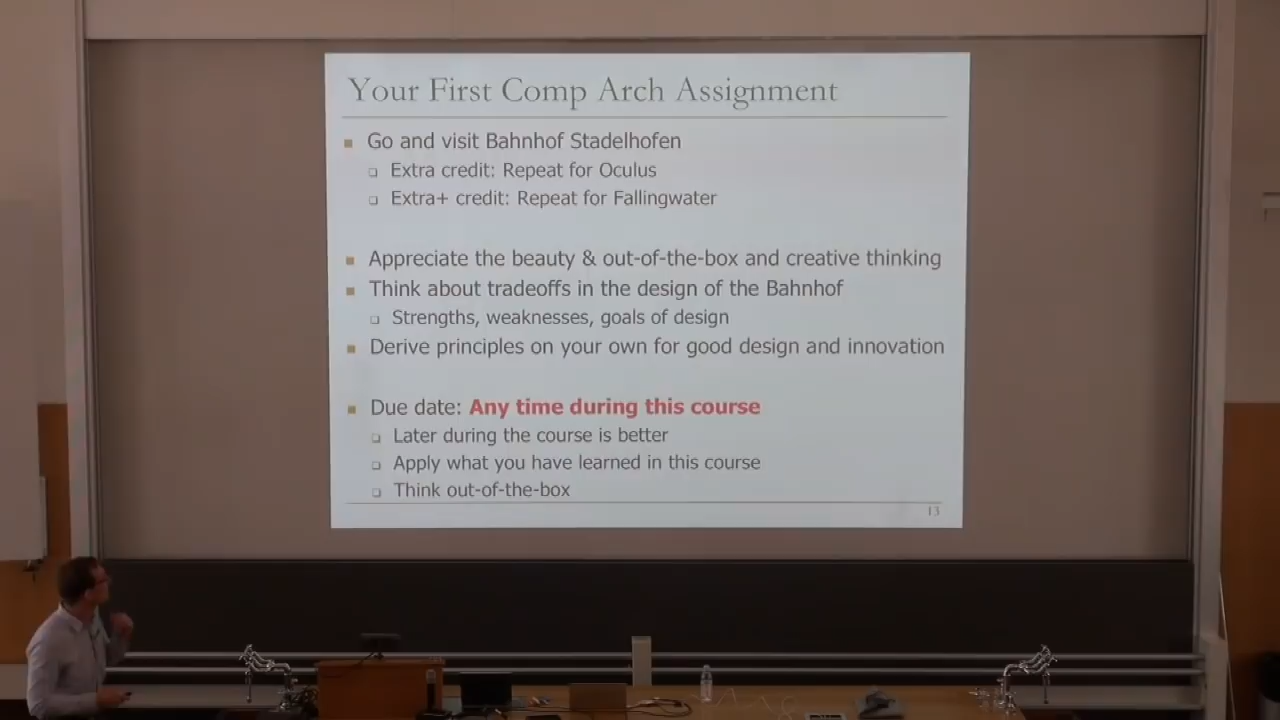 Your First Comp Arch Assignment
Go and visit Bahnhof Stadelhofen
Extra credit: Repeat for Oculus
Extra+ credit: Repeat for Fallingwater
Appreciate the beauty & out-of-the-box and creative thinking
Think about tradeoffs in the design of the Bahnhof
Strengths, weaknesses, goals of design
Derive principles on your own for good design and innovation
Due date: Any time during this course
Later during the course is better
Apply what you have learned in this course
Think out-of-the-box
13